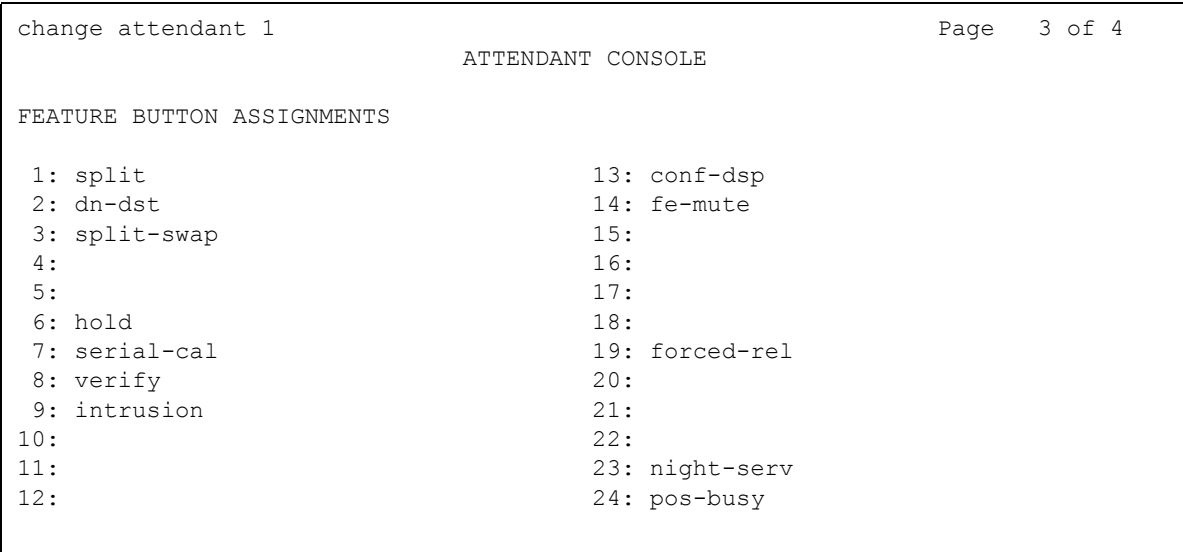 change attendant 1 Page 3 of 4
ATTENDANT CONSOLE
FEATURE BUTTON ASSIGNMENTS
1: split 13: conf-dsp
2: dn-dst 14: fe-mute
3: split-swap 15:
4: 16:
5: 17:
6: hold 18:
7: serial-cal 19: forced-rel
8: verify 20:
9: intrusion 21:
10: 22:
11: 23: night-serv
12: 24: pos-busy